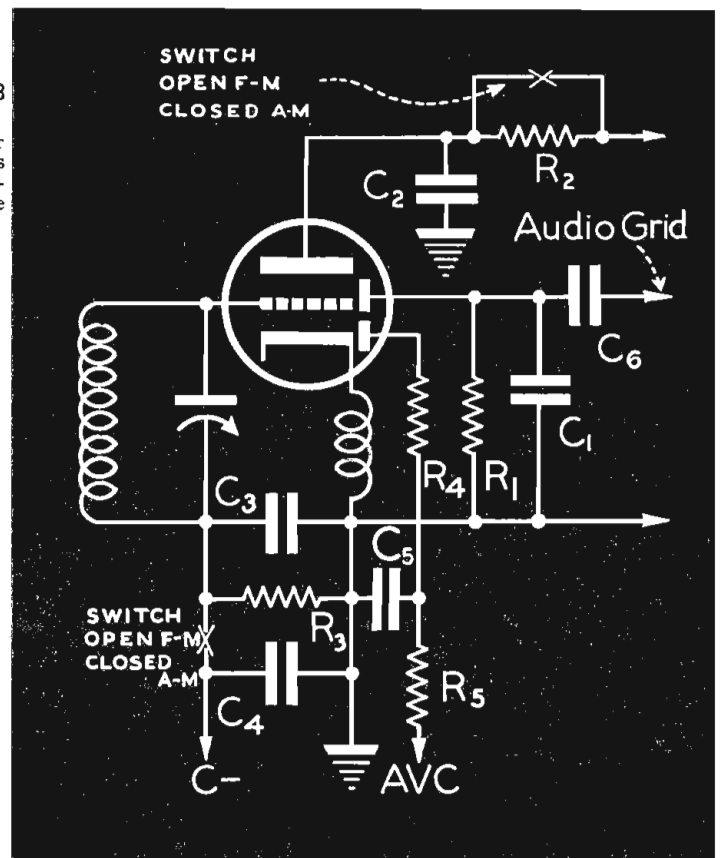 SWITCH
OPEN F-M
CLOSED A-M
R2
C2
Audio Grid
C6
C1
R4
R1
C3
C5
R3
SWITCH
OPEN F-M
CLOSED
A-M
C4
R5
C-
AVC